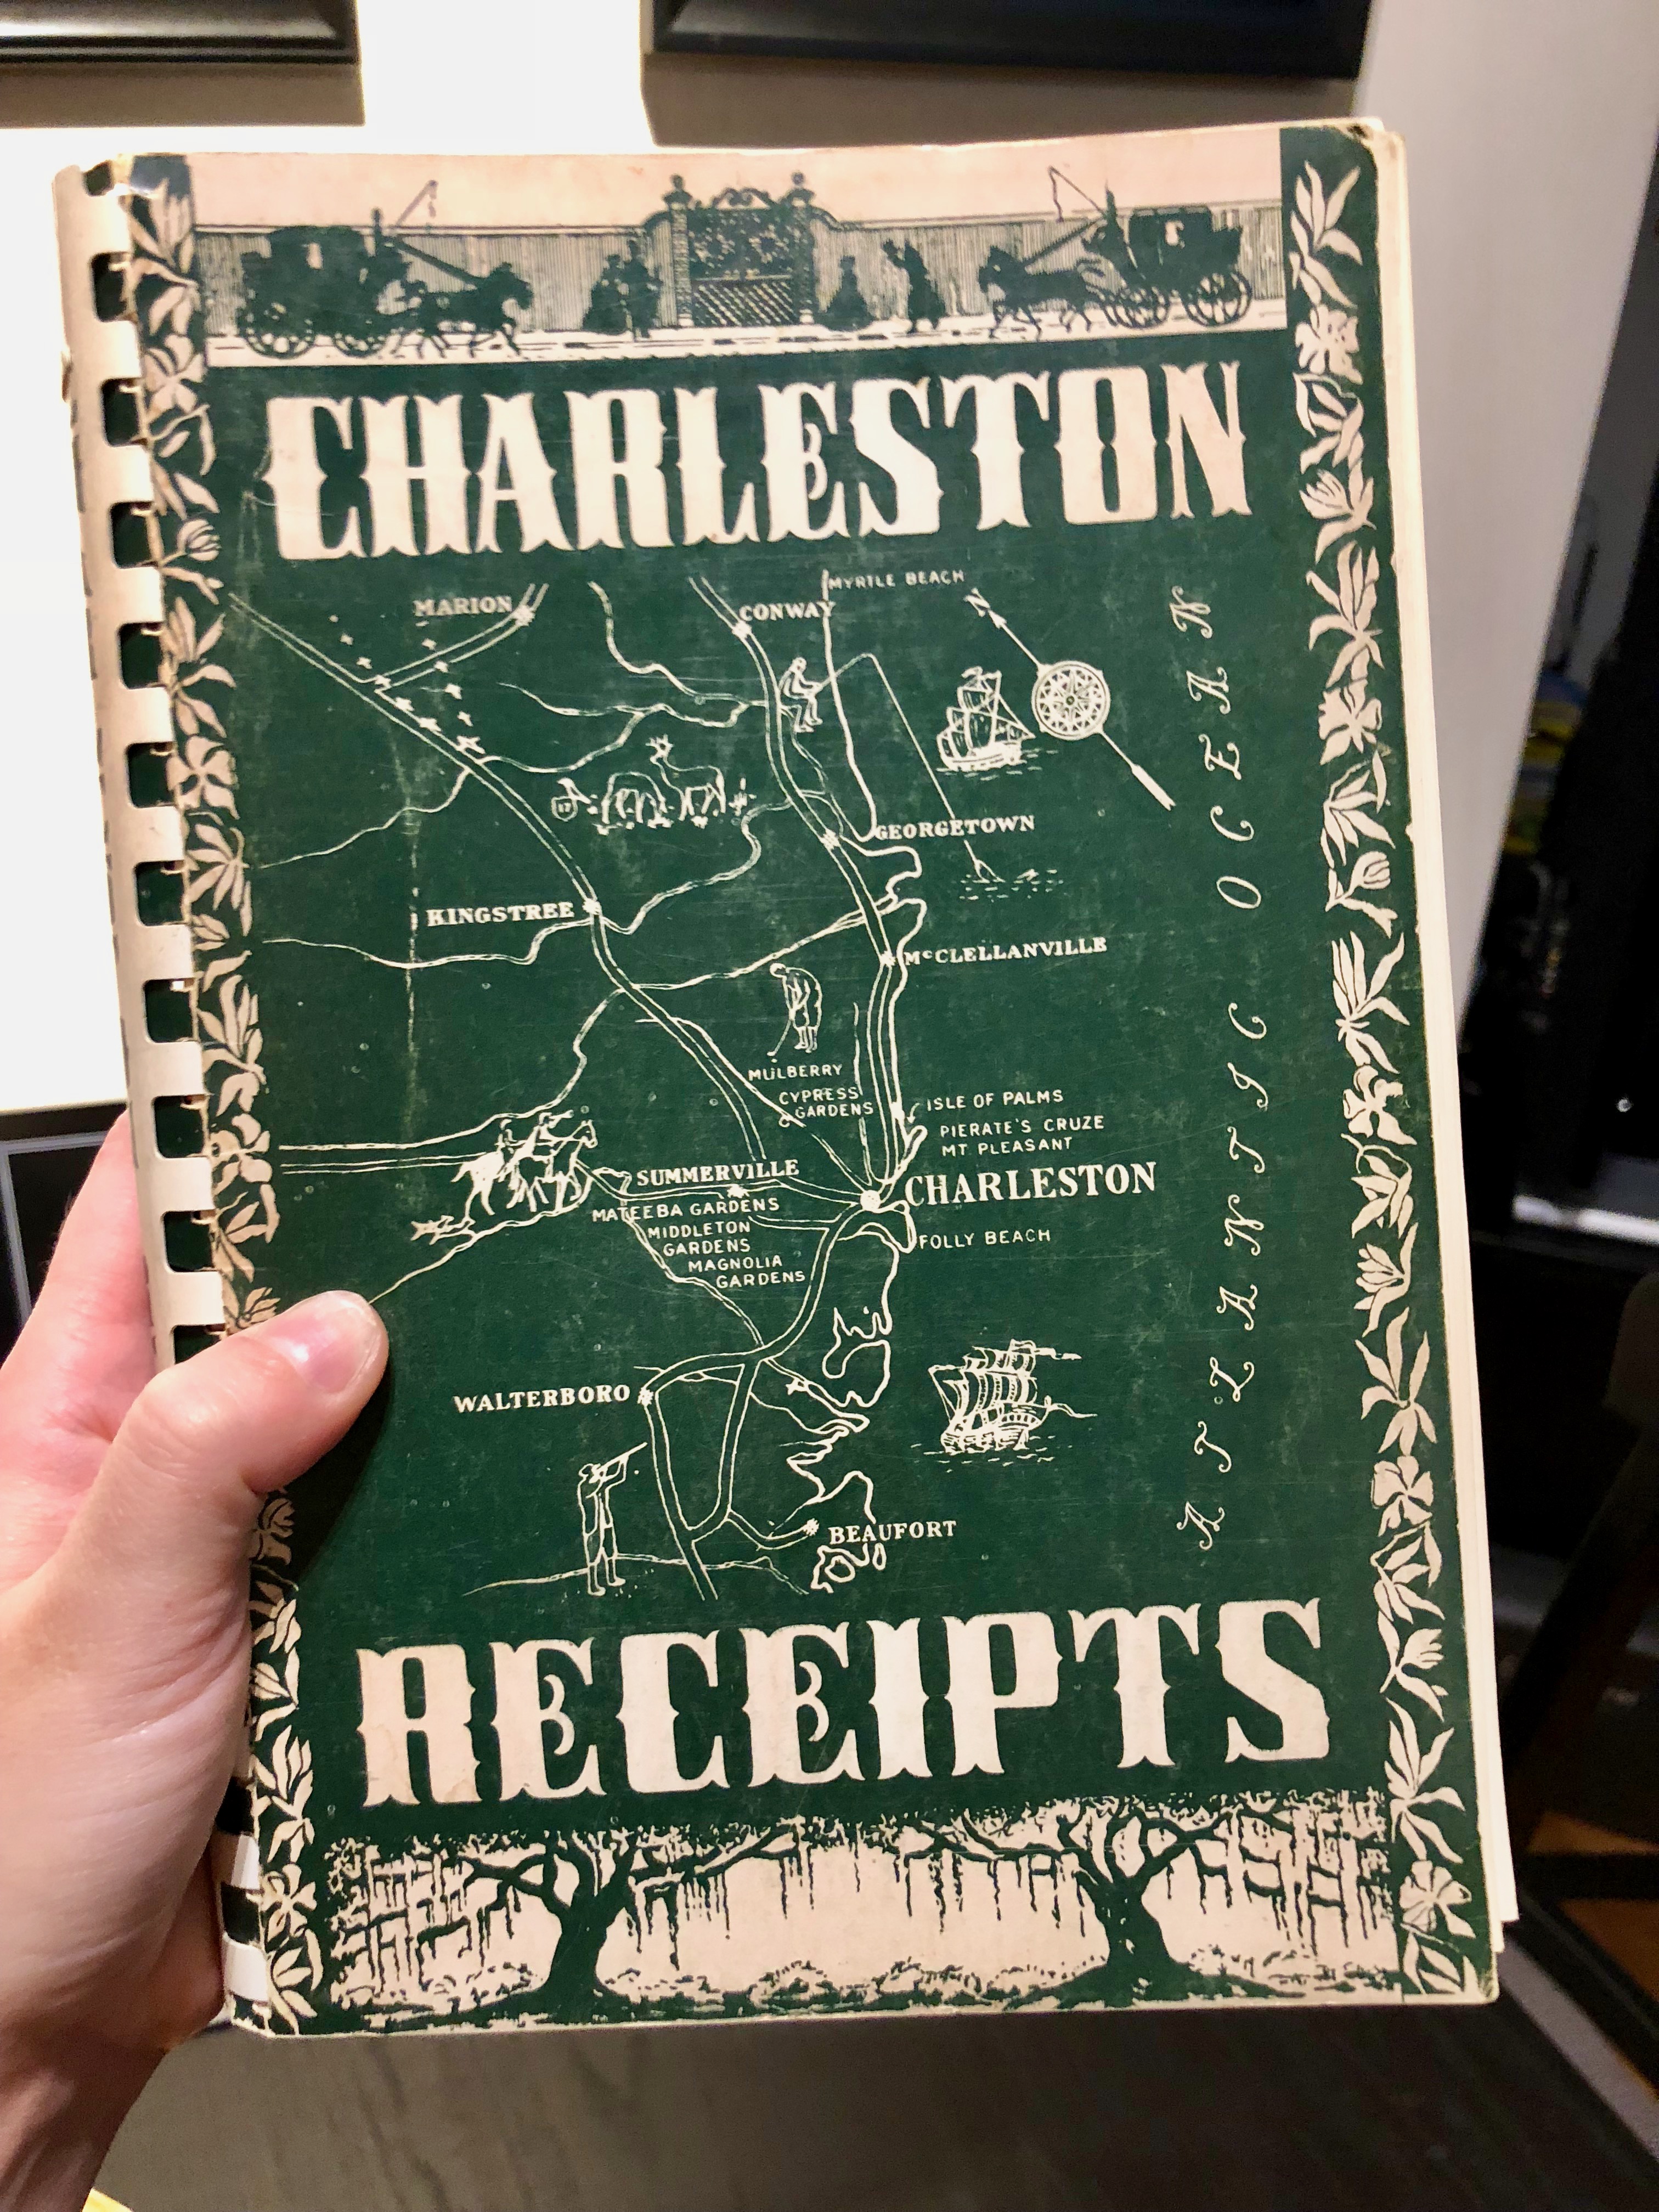 CHARLESTON
MYRTLE BEACH
MARION
CONWAY
N
17
GEORGETOWN
KINGSTREE
McCLELLANVILLE
MULBERRY
CYPRESS
GARDENS
ISLE OF PALMS
PIERATE'S CRUZE
MT. PLEASANT
SUMMERVILLE
CHARLESTON
MATEEBA GARDENS
MIDDLETON
GARDENS
MAGNOLIA
GARDENS
FOLLY BEACH
WALTERBORO
BEAUFORT
ATLANTIC OCEAN
RECEIPTS